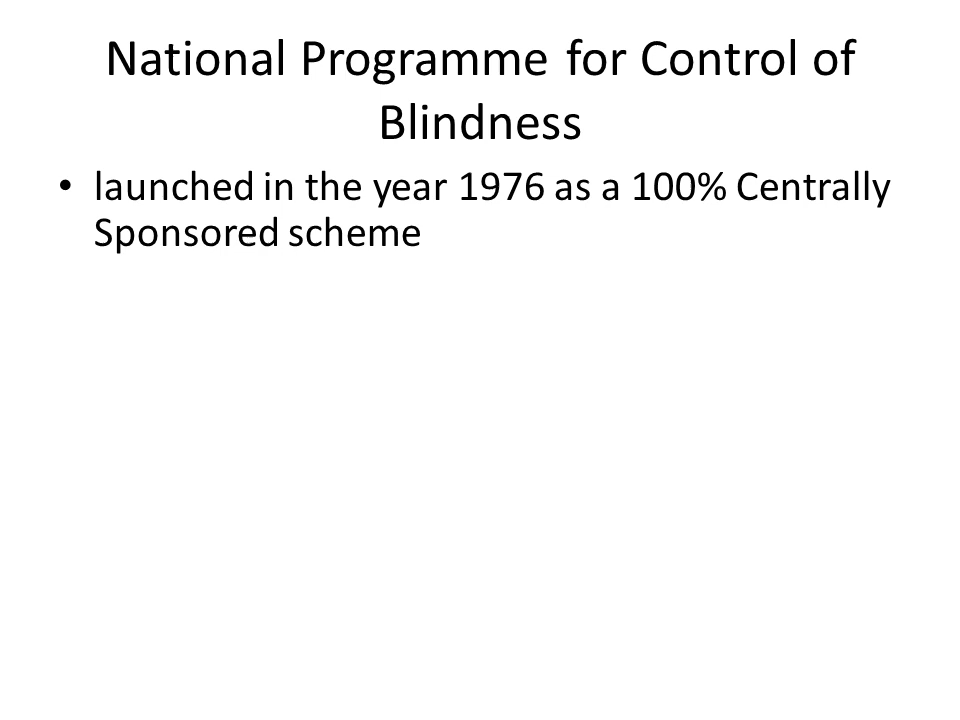 National Programme for Control of
Blindness
• launched in the year 1976 as a 100% Centrally
Sponsored scheme